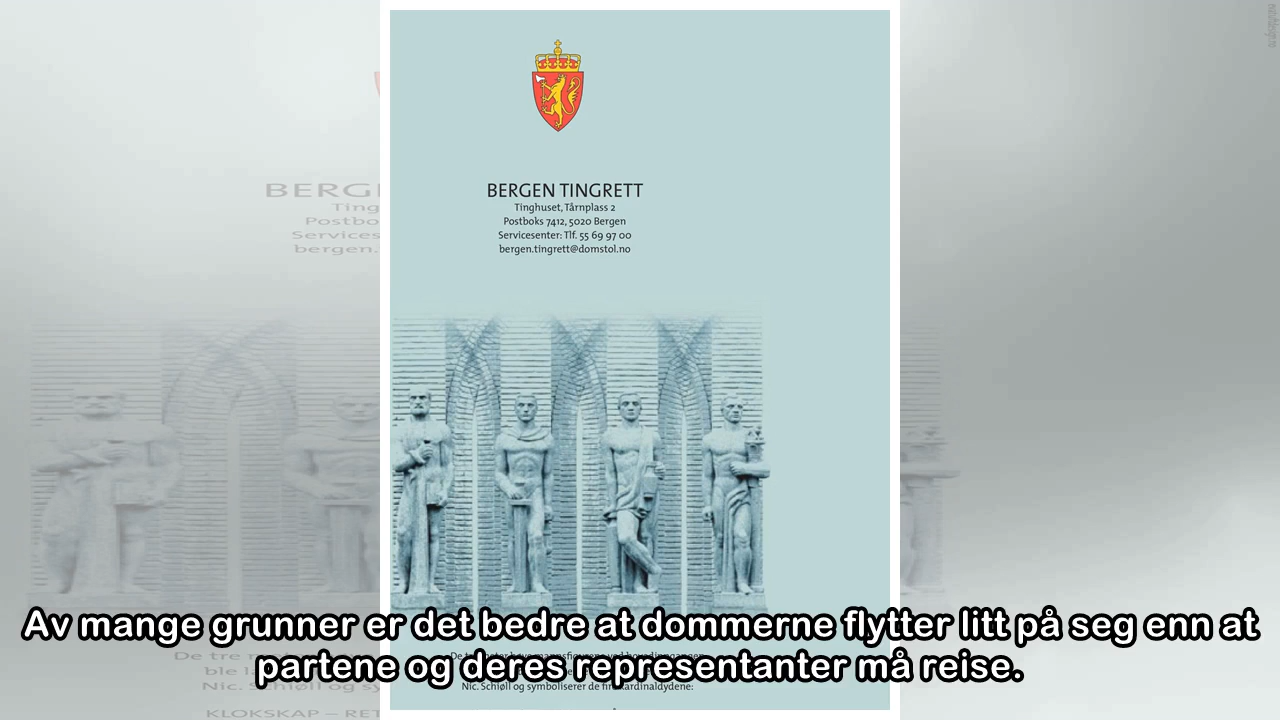 BERGEN TINGRETT
Tinghuset, Tårnplass 2
Postboks 7412, 5020 Bergen
Servicesenter: Tlf. 55 69 97 00
bergen.tingrett@domstol.no
Av mange grunner er det bedre at dommerne flytter litt på seg enn at
partene og deres representanter må reise.
Nic. Schiøll og symboliserer de fire kardinaldydene: